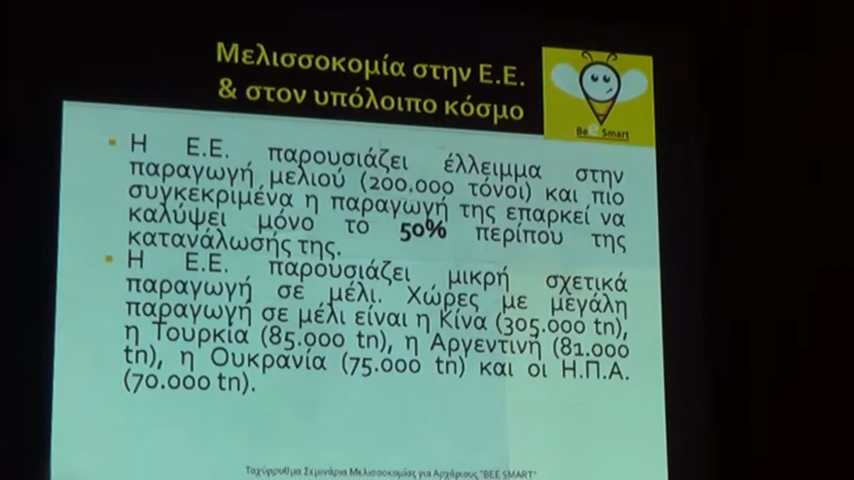 Μελισσοκομία στην Ε.Ε.
& στον υπόλοιπο κόσμο
Bee Smart
Η Ε.Ε. παρουσιάζει έλλειμμα στην
παραγωγή μελιού (200.000 τόνοι) και πιο
συγκεκριμένα η παραγωγή της επαρκεί να
καλύψει μόνο το 50% περίπου της
κατανάλωσής της.
Η Ε.Ε. παρουσιάζει μικρή σχετικά
παραγωγή σε μέλι. Χώρες με μεγάλη
παραγωγή σε μέλι είναι η Κίνα (305.000 tn),
η Τουρκία (85.000 tn), η Αργεντινή (81.000
tn), η Ουκρανία (75.000 tn) και οι Η.Π.Α.
(70.000 tn).
Ταχύρρυθμα Σεμινάρια Μελισσοκομίας για Αρχάριους "BEE SMART"